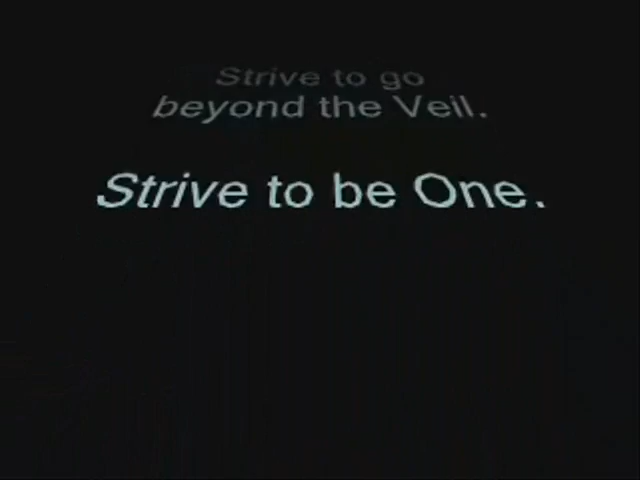 Strive to go
beyond the Veil.
Strive to be One.